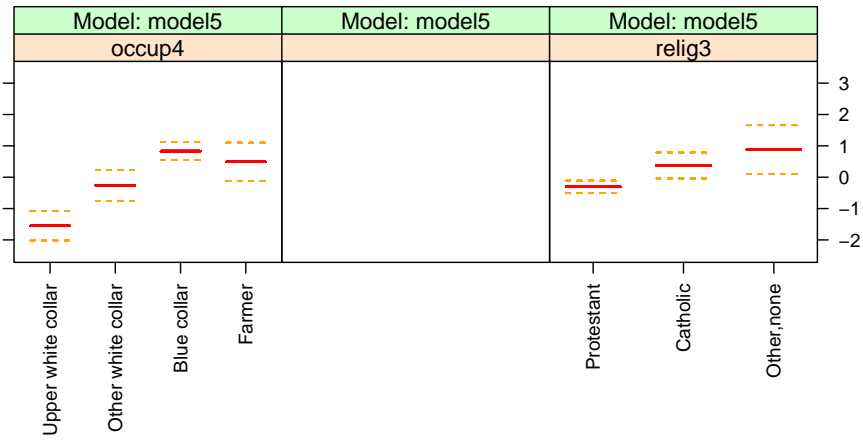 Model: model5 Model: model5 Model: model5
occup4 relig3
3
2
1
0
−1
−2
Upper white collar
Other white collar
Blue collar
Farmer
Protestant
Catholic
Other,none